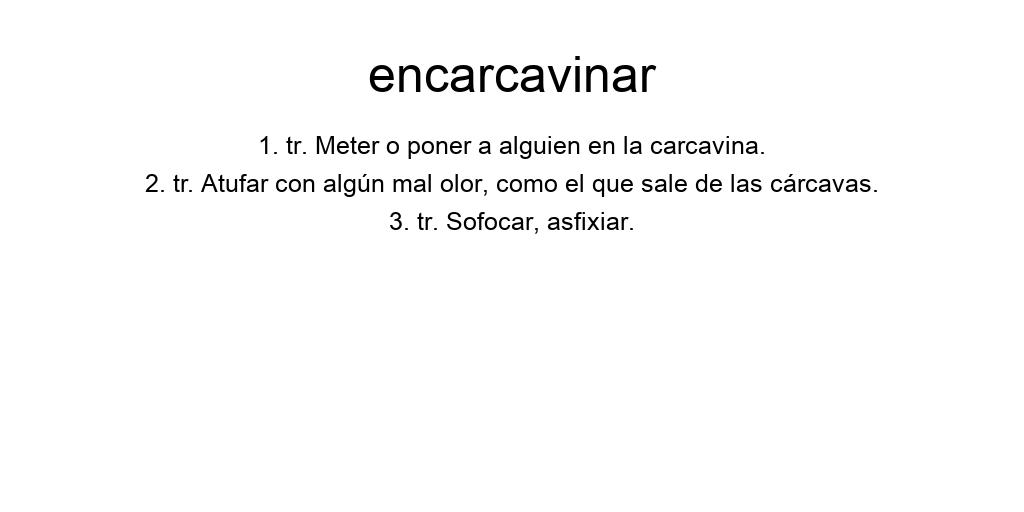 encarcavinar
1. tr. Meter o poner a alguien en la carcavina.
2. tr. Atufar con algún mal olor, como el que sale de las cárcavas.
3. tr. Sofocar, asfixiar.